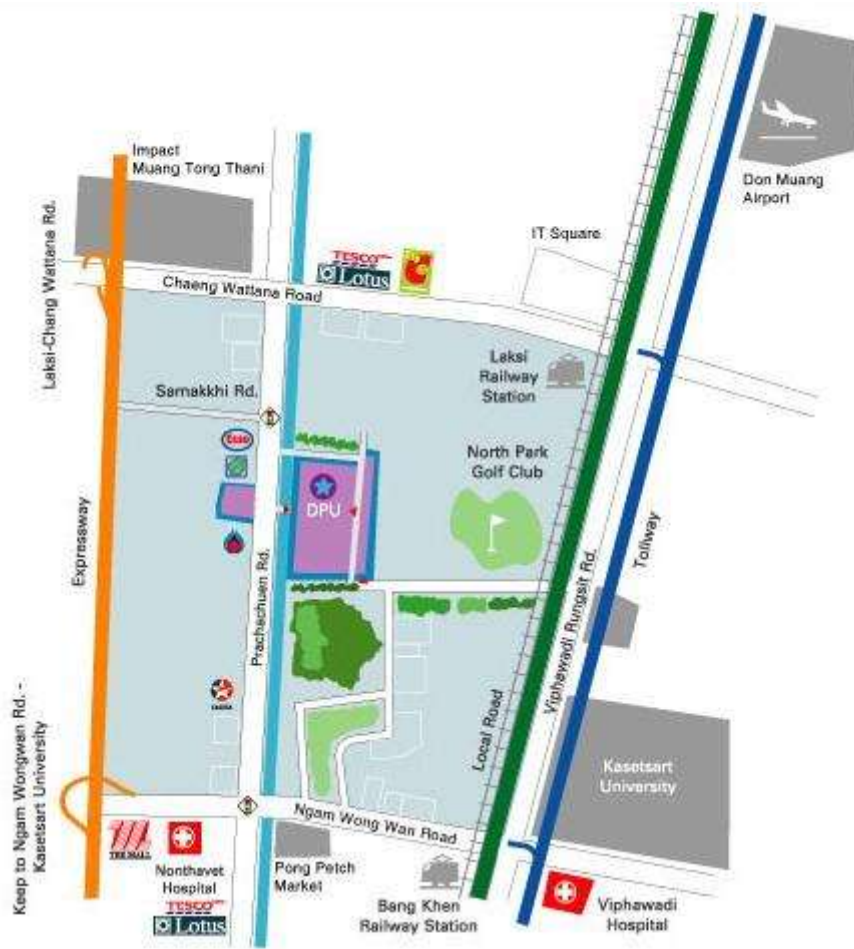 Impact
Muang Tong Thani
Don Muang
Airport
IT Square
TESCO
Lotus
Laksi-Chang Wattana Rd.
Chaeng Wattana Road
Laksi
Railway
Station
Samakkhi Rd.
Esso
North Park
Golf Club
DPU
Expressway
Prachachuen Rd.
Tollway
Viphawadi Rungsit Rd.
Local Road
Keep to Ngam Wongwan Rd. -
Kasetsart University
Kasetsart
University
Ngam Wong Wan Road
THE MALL
Nonthavet
Hospital
Pong Petch
Market
TESCO
Lotus
Bang Khen
Railway Station
Viphawadi
Hospital